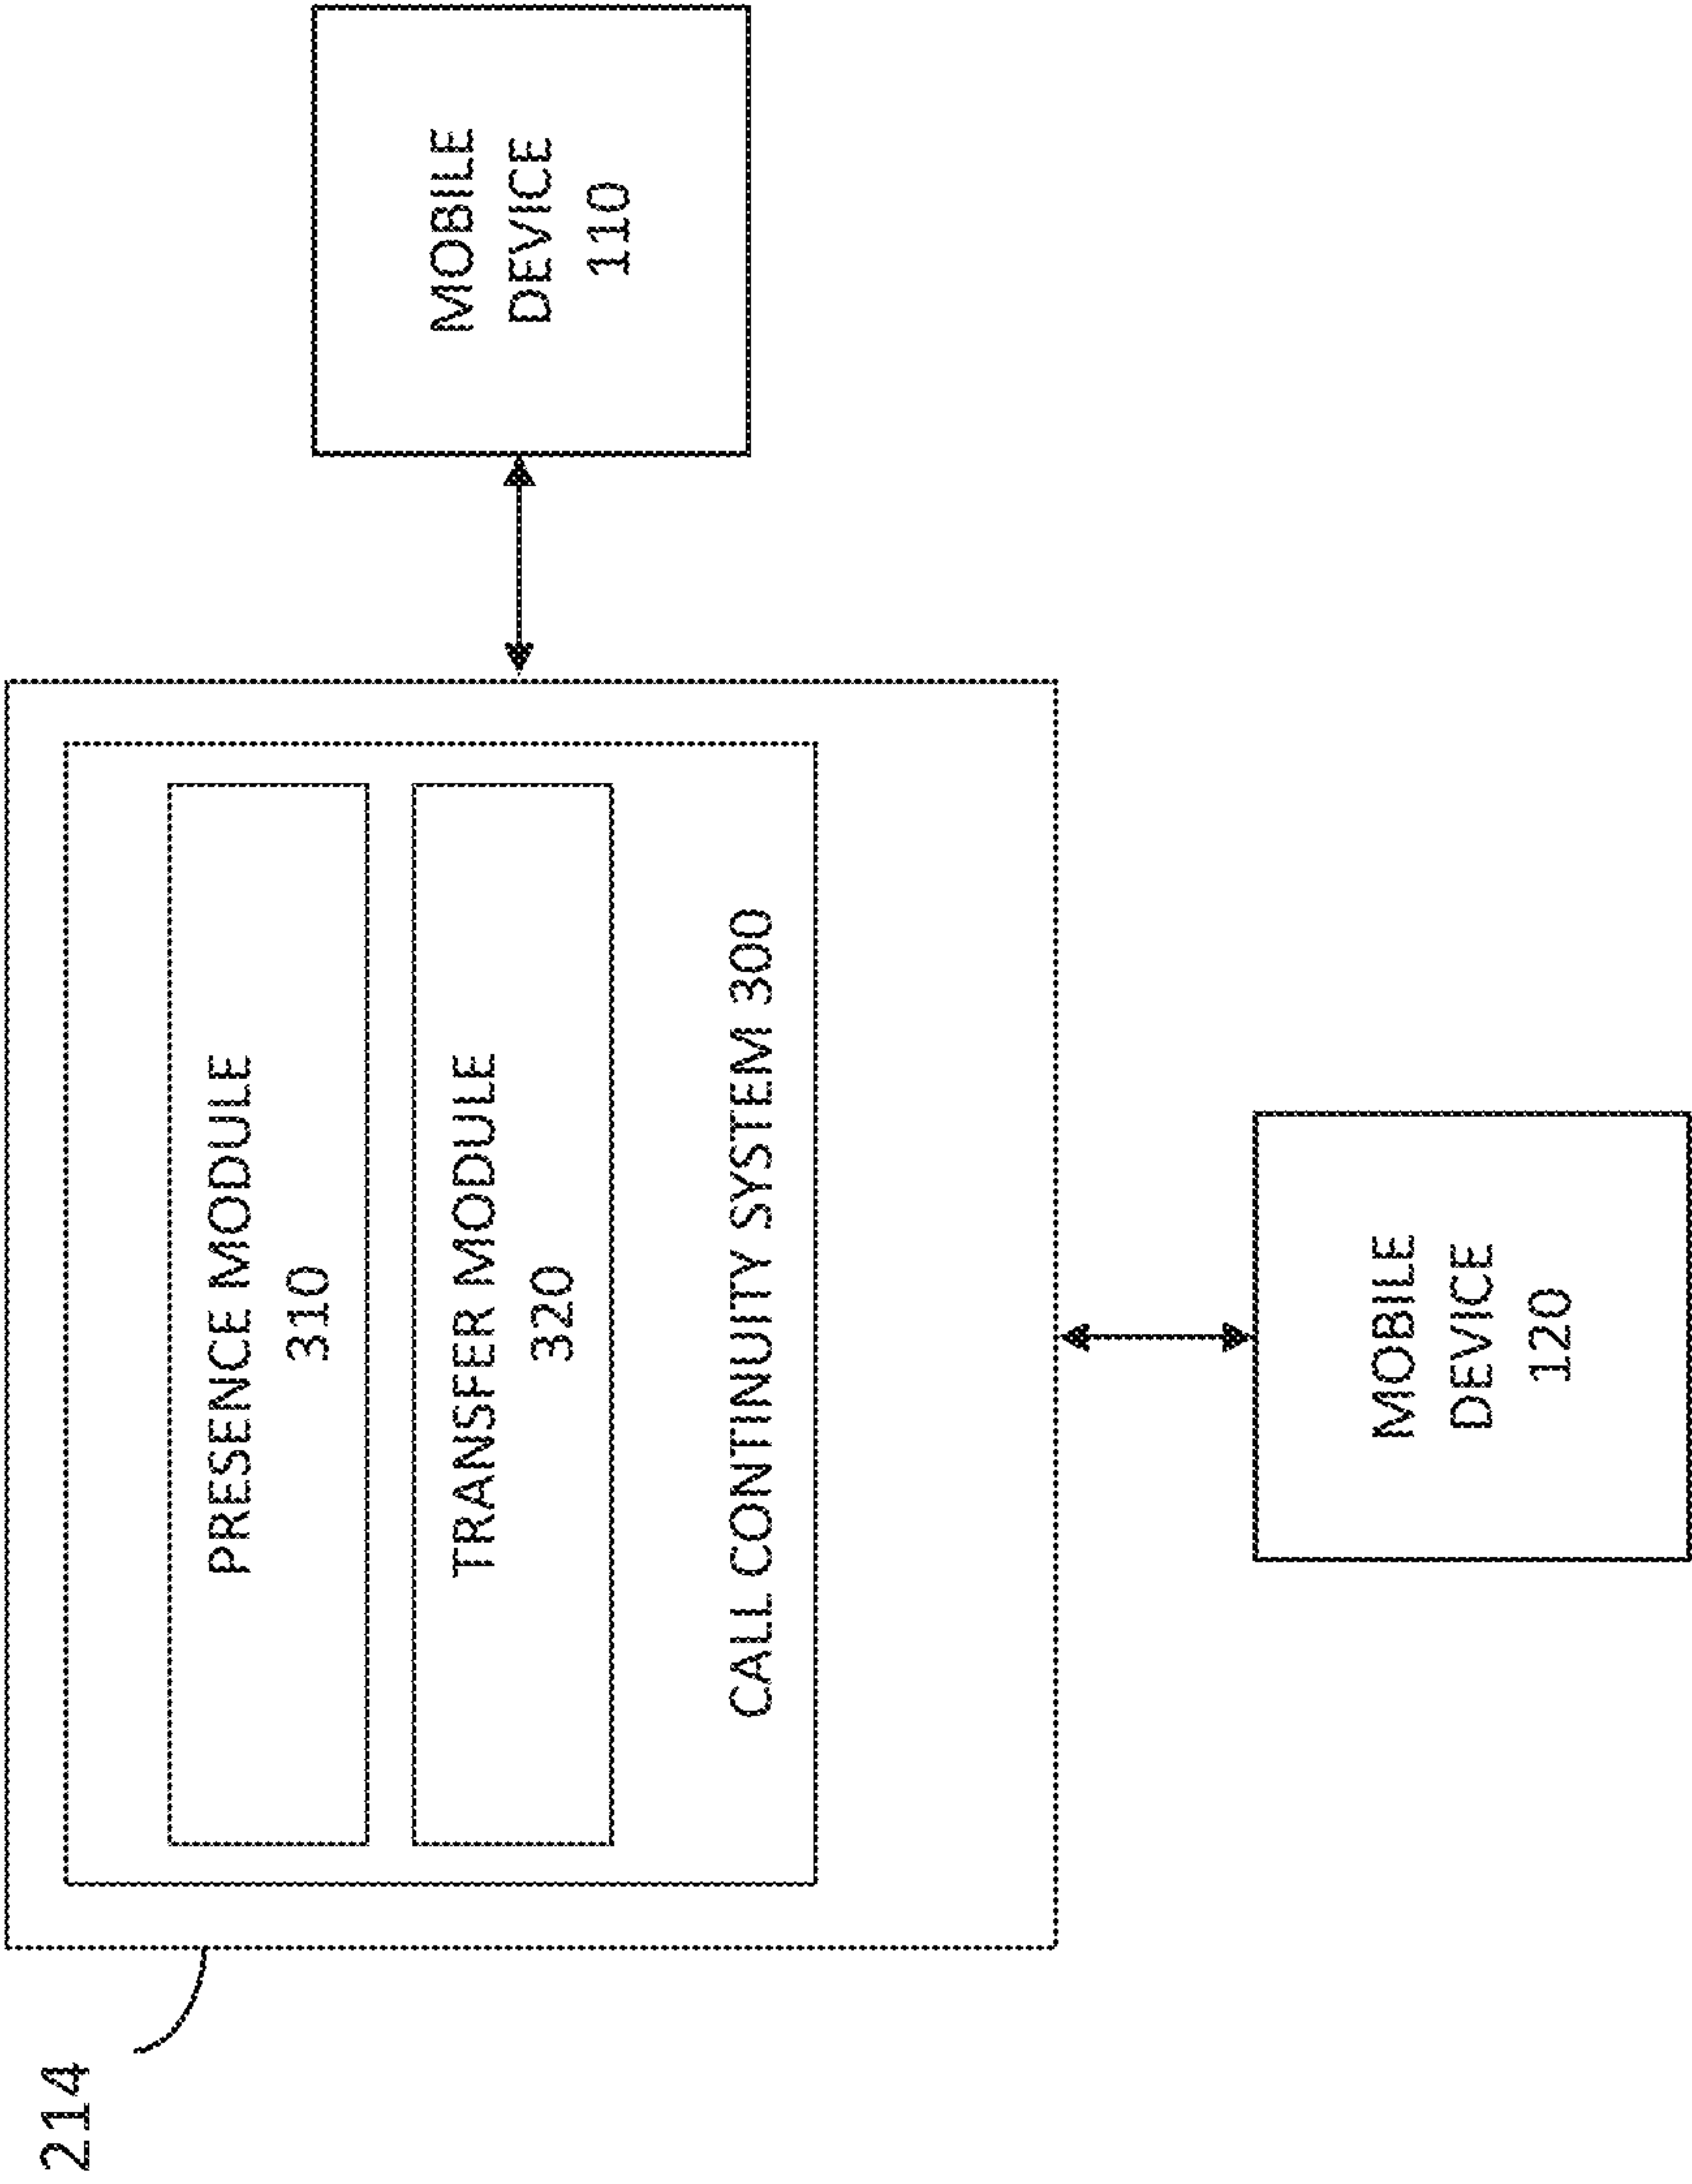 214
PRESENCE MODULE
310
TRANSFER MODULE
320
CALL CONTINUITY SYSTEM 300
MOBILE
DEVICE
110
MOBILE
DEVICE
120